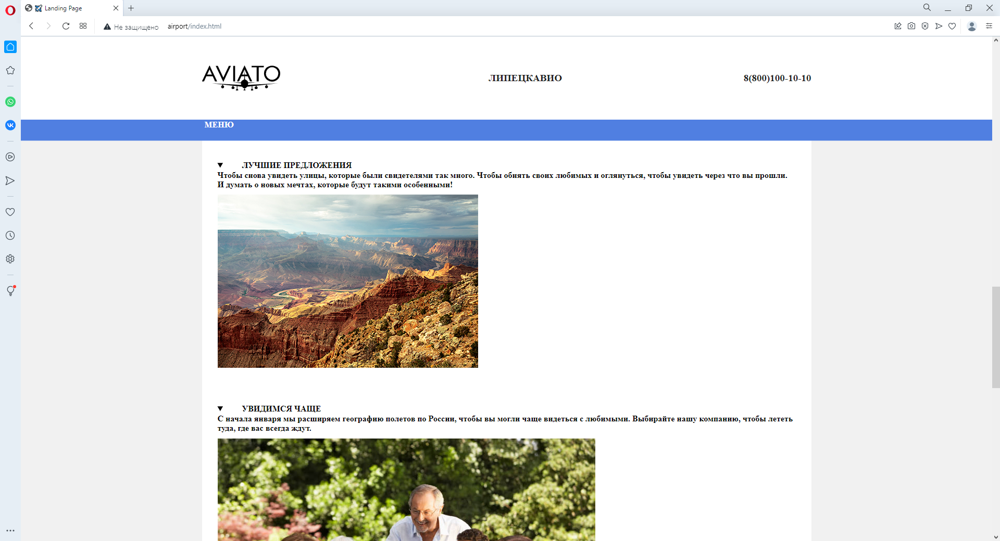 Landing Page
Не защищено airport/index.html
AVIATO
ЛИПЕЦКАВИО
8(800)100-10-10
МЕНЮ
ЛУЧШИЕ ПРЕДЛОЖЕНИЯ
Чтобы снова увидеть улицы, которые были свидетелями так много. Чтобы обнять своих любимых и оглянуться, чтобы увидеть через что вы прошли.
И думать о новых мечтах, которые будут такими особенными!
УВИДИМСЯ ЧАЩЕ
С начала января мы расширяем географию полетов по России, чтобы вы могли чаще видеться с любимыми. Выбирайте нашу компанию, чтобы лететь
туда, где вас всегда ждут.